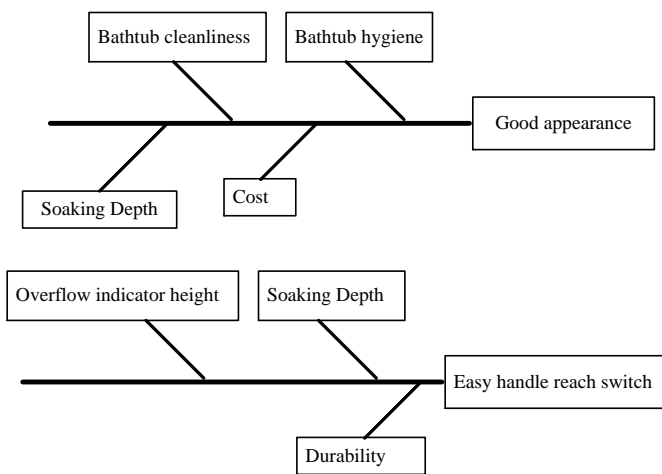 Bathtub cleanliness
Bathtub hygiene
Good appearance
Soaking Depth
Cost
Overflow indicator height
Soaking Depth
Easy handle reach switch
Durability